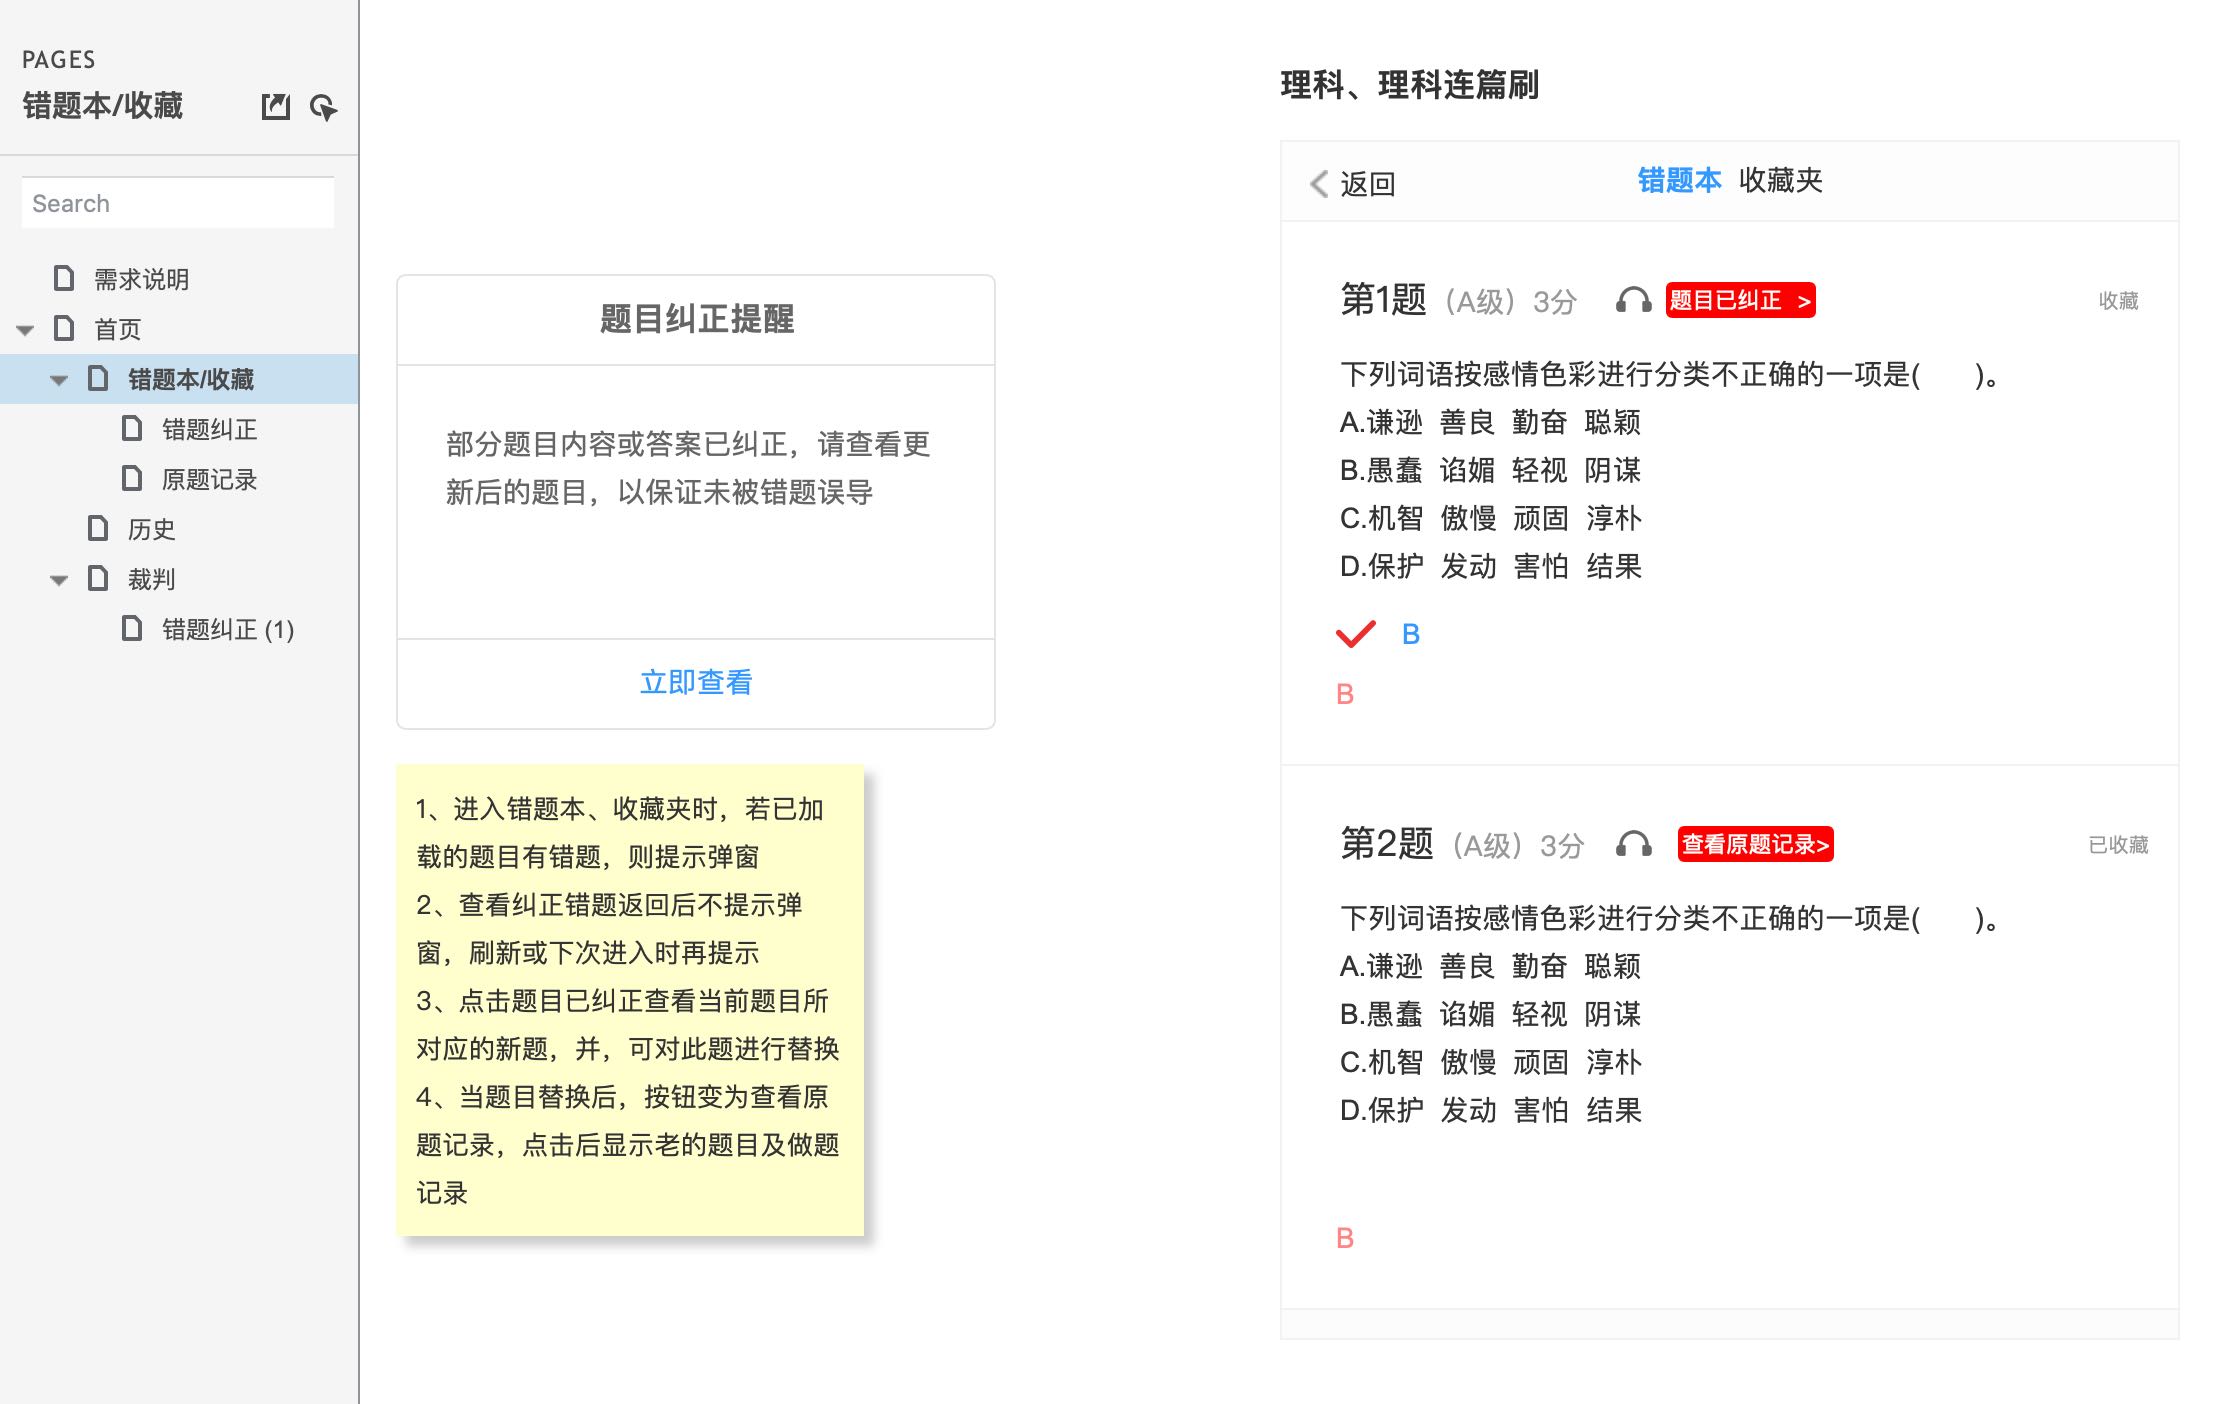 PAGES
错题本/收藏
Search
需求说明
首页
错题本/收藏
错题纠正
原题记录
历史
裁判
错题纠正 (1)
题目纠正提醒
部分题目内容或答案已纠正，请查看更
新后的题目，以保证未被错题误导
立即查看
1、进入错题本、收藏夹时，若已加
载的题目有错题，则提示弹窗
2、查看纠正错题返回后不提示弹
窗，刷新或下次进入时再提示
3、点击题目已纠正查看当前题目所
对应的新题，并，可对此题进行替换
4、当题目替换后，按钮变为查看原
题记录，点击后显示老的题目及做题
记录
理科、理科连篇刷
返回 错题本 收藏夹
第1题（A级）3分 题目已纠正 > 收藏
下列词语按感情色彩进行分类不正确的一项是( )。
A.谦逊 善良 勤奋 聪颖
B.愚蠢 谄媚 轻视 阴谋
C.机智 傲慢 顽固 淳朴
D.保护 发动 害怕 结果
B
B
第2题（A级）3分 查看原题记录> 已收藏
下列词语按感情色彩进行分类不正确的一项是( )。
A.谦逊 善良 勤奋 聪颖
B.愚蠢 谄媚 轻视 阴谋
C.机智 傲慢 顽固 淳朴
D.保护 发动 害怕 结果
B